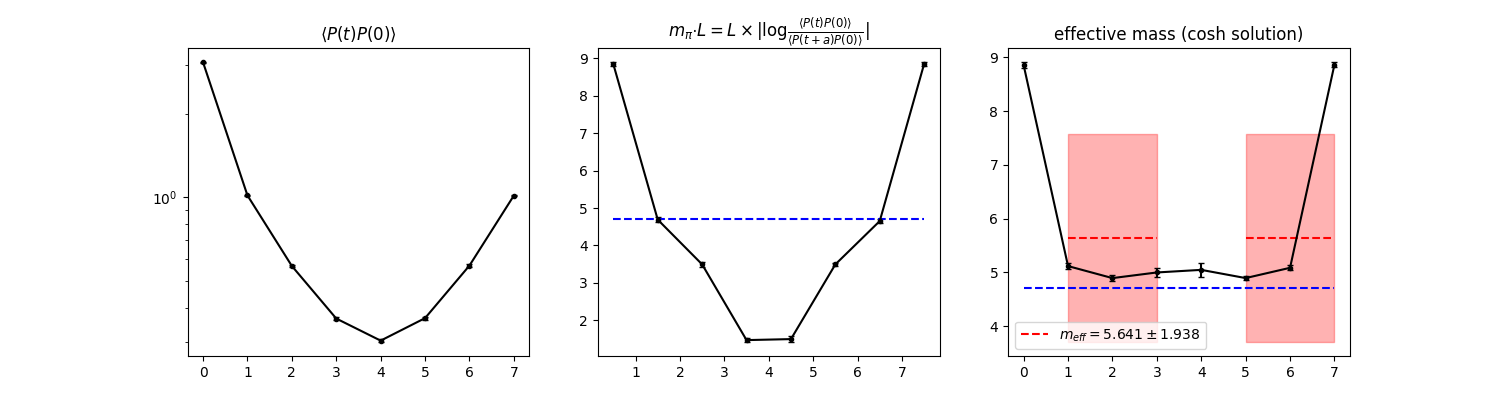 ⟨P(t)P(0)⟩
10⁰
0 1 2 3 4 5 6 7
m_π·L = L × |log ⟨P(t)P(0)⟩/⟨P(t+a)P(0)⟩|
9
8
7
6
5
4
3
2
1 2 3 4 5 6 7
effective mass (cosh solution)
9
8
7
6
5
4
m_eff = 5.641 ± 1.938
0 1 2 3 4 5 6 7